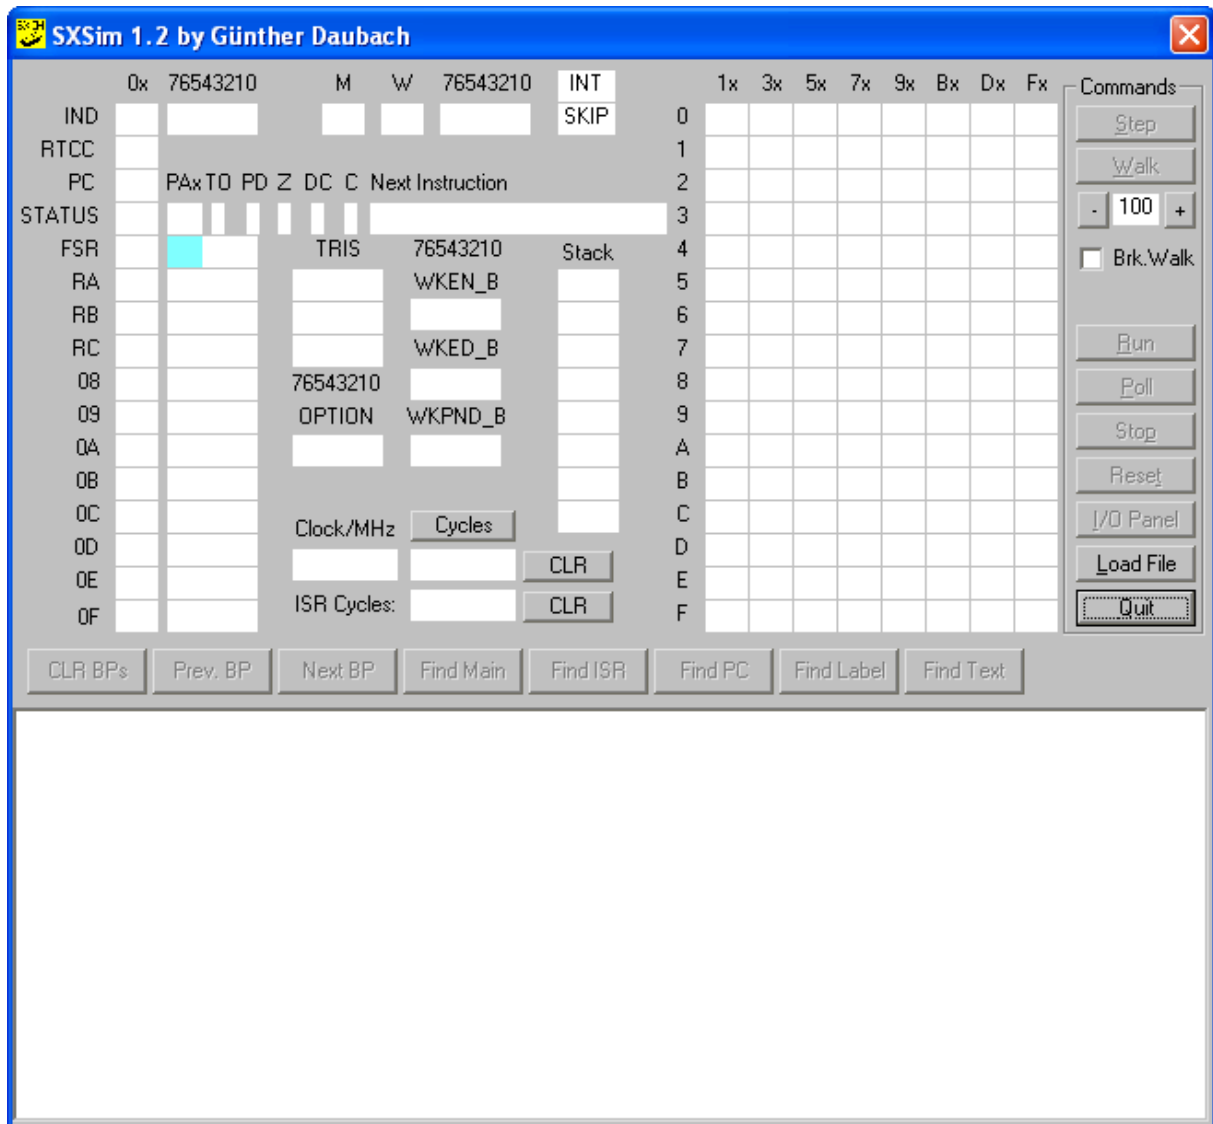 SXSim 1.2 by Günther Daubach
0x 76543210 M W 76543210 INT 1x 3x 5x 7x 9x Bx Dx Fx Commands
IND SKIP 0 Step
RTCC 1 Walk
PC PAx TO PD Z DC C Next Instruction 2
STATUS 3 - 100 +
FSR TRIS 76543210 Stack 4 Brk.Walk
RA WKEN_B 5
RB 6
RC WKED_B 7 Run
08 76543210 8 Poll
09 OPTION WKPND_B 9 Stop
0A A
0B B Reset
0C Clock/MHz Cycles C I/O Panel
0D D
0E CLR E Load File
0F ISR Cycles: CLR F Quit
CLR BPs Prev. BP Next BP Find Main Find ISR Find PC Find Label Find Text